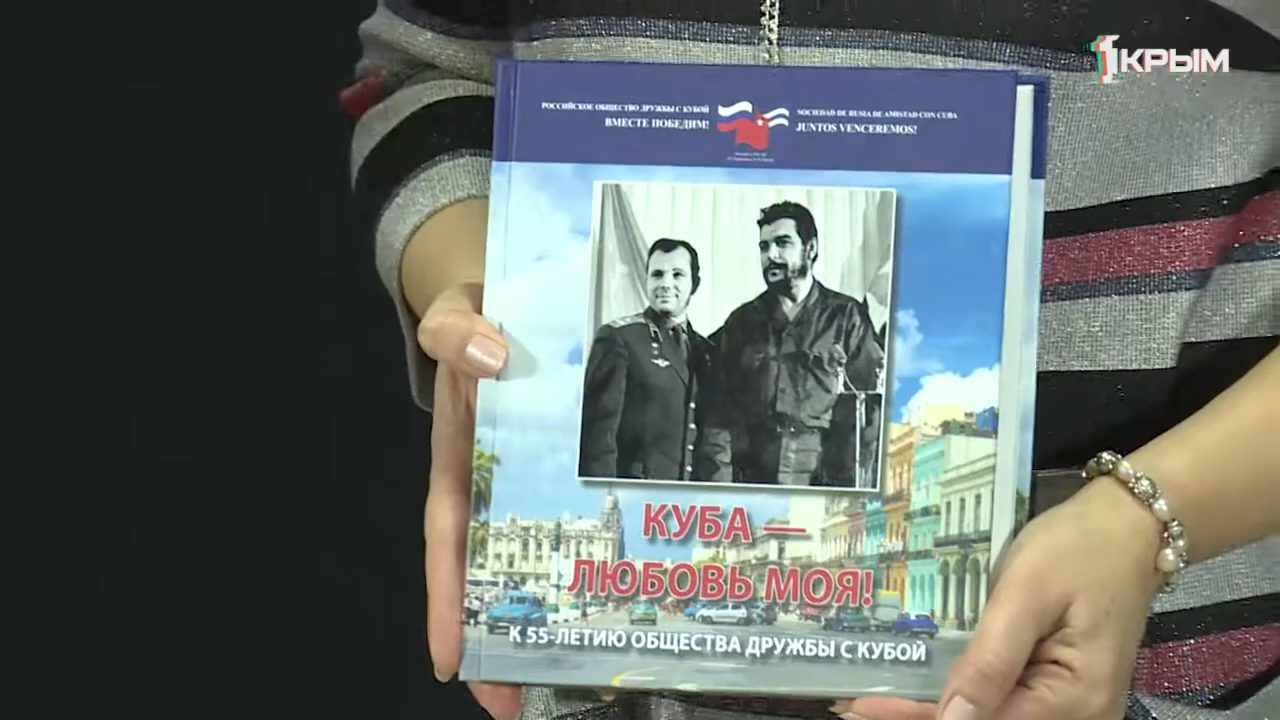 1КРЫМ
РОССИЙСКОЕ ОБЩЕСТВО ДРУЖБЫ С КУБОЙ
ВМЕСТЕ ПОБЕДИМ!
SOCIEDAD DE RUSIA DE AMISTAD CON CUBA
JUNTOS VENCEREMOS!
КУБА —
ЛЮБОВЬ МОЯ!
К 55-ЛЕТИЮ ОБЩЕСТВА ДРУЖБЫ С КУБОЙ